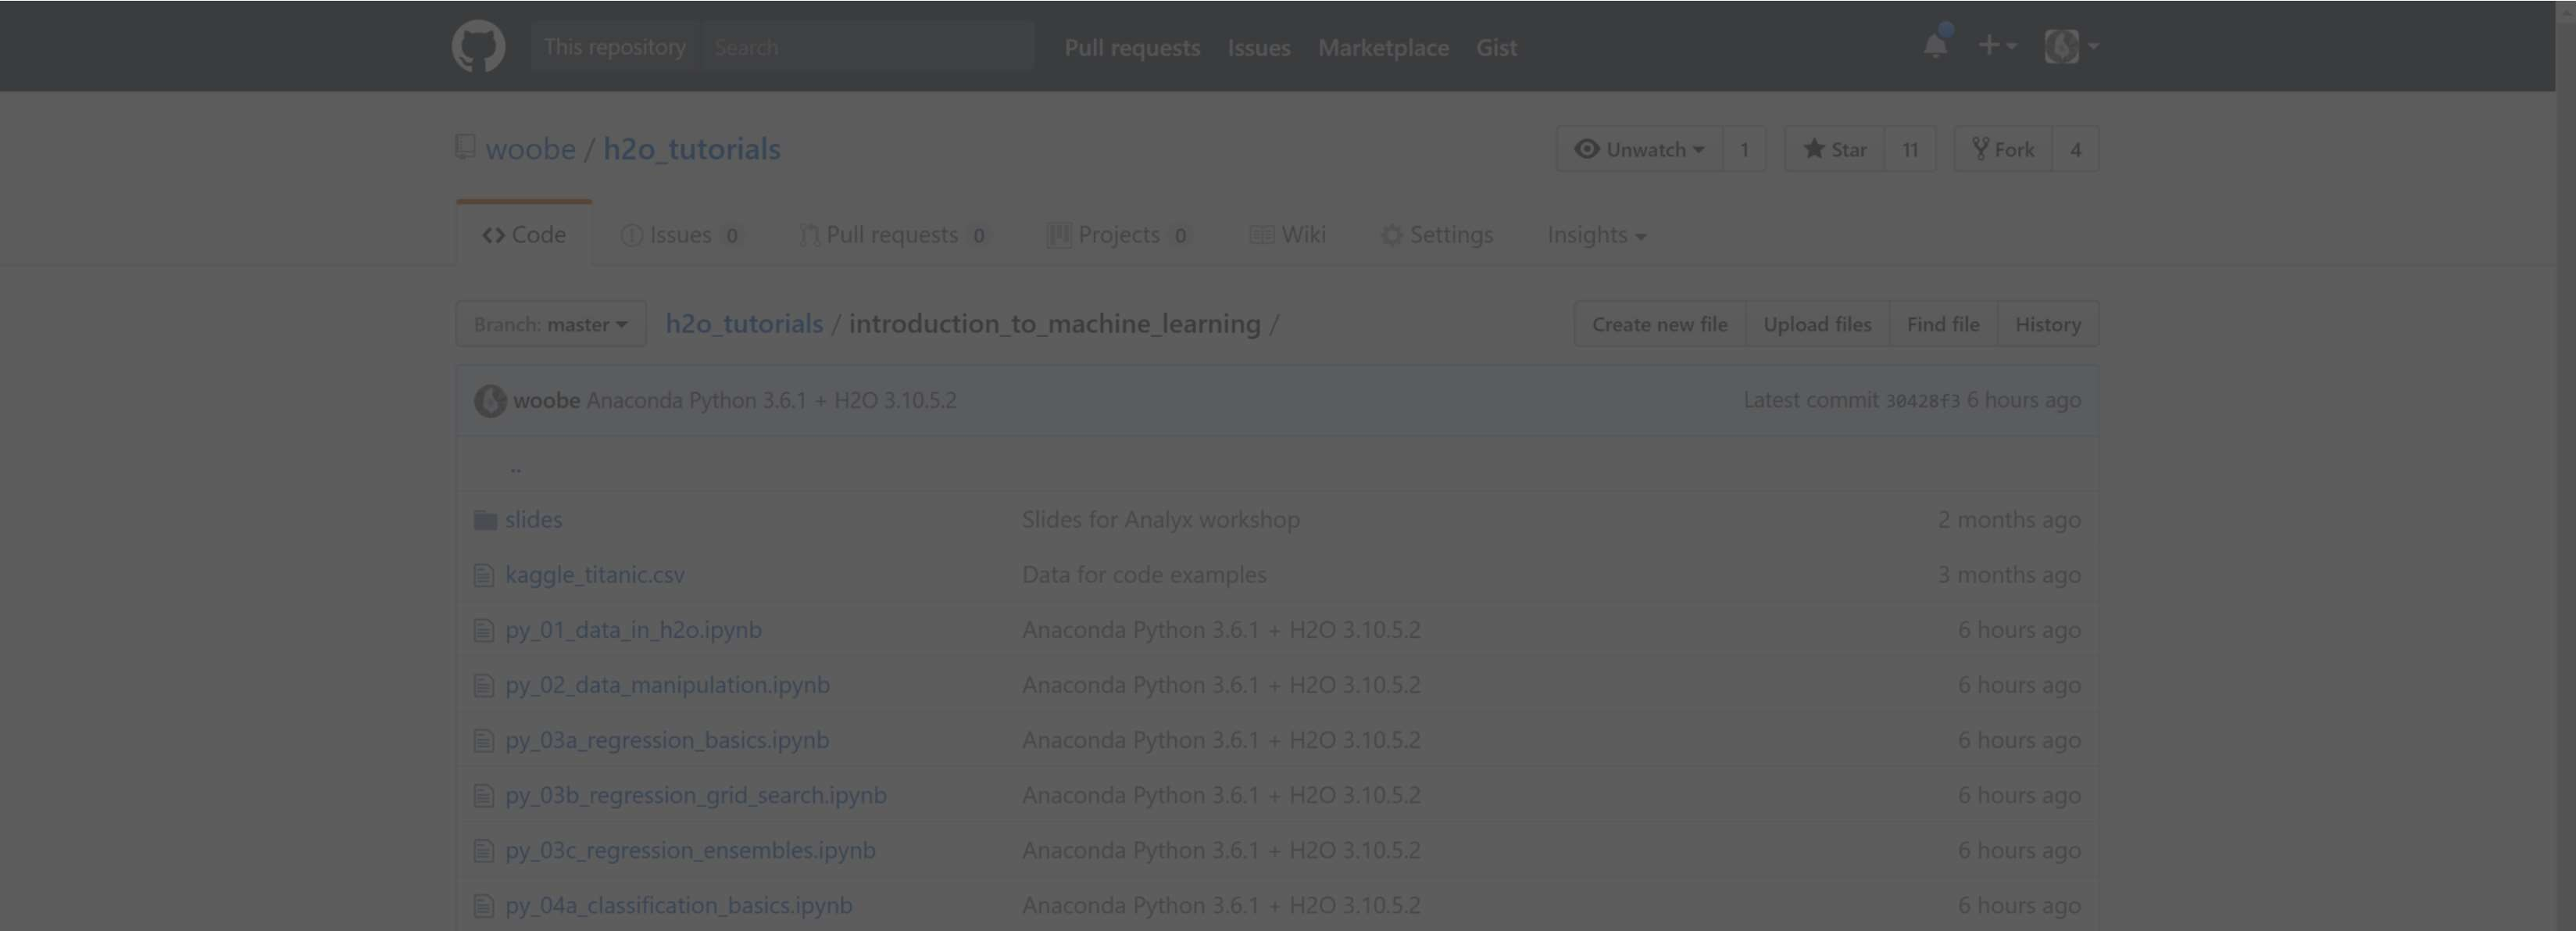 This repository Search Pull requests Issues Marketplace Gist
woobe / h2o_tutorials Unwatch 1 Star 11 Fork 4
Code Issues 0 Pull requests 0 Projects 0 Wiki Settings Insights
Branch: master h2o_tutorials / introduction_to_machine_learning / Create new file Upload files Find file History
woobe Anaconda Python 3.6.1 + H2O 3.10.5.2 Latest commit 30428f3 6 hours ago
..
slides Slides for Analyx workshop 2 months ago
kaggle_titanic.csv Data for code examples 3 months ago
py_01_data_in_h2o.ipynb Anaconda Python 3.6.1 + H2O 3.10.5.2 6 hours ago
py_02_data_manipulation.ipynb Anaconda Python 3.6.1 + H2O 3.10.5.2 6 hours ago
py_03a_regression_basics.ipynb Anaconda Python 3.6.1 + H2O 3.10.5.2 6 hours ago
py_03b_regression_grid_search.ipynb Anaconda Python 3.6.1 + H2O 3.10.5.2 6 hours ago
py_03c_regression_ensembles.ipynb Anaconda Python 3.6.1 + H2O 3.10.5.2 6 hours ago
py_04a_classification_basics.ipynb Anaconda Python 3.6.1 + H2O 3.10.5.2 6 hours ago